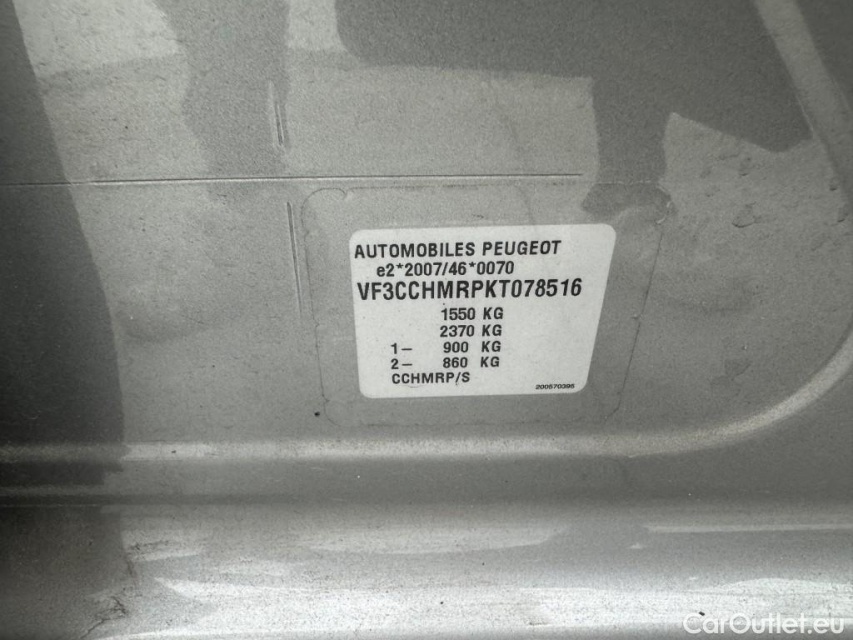 AUTOMOBILES PEUGEOT
e2*2007/46*0070
VF3CCHMRPKT078516
1550 KG
2370 KG
1– 900 KG
2– 860 KG
CCHMRP/S
200570395
CarOutlet.eu